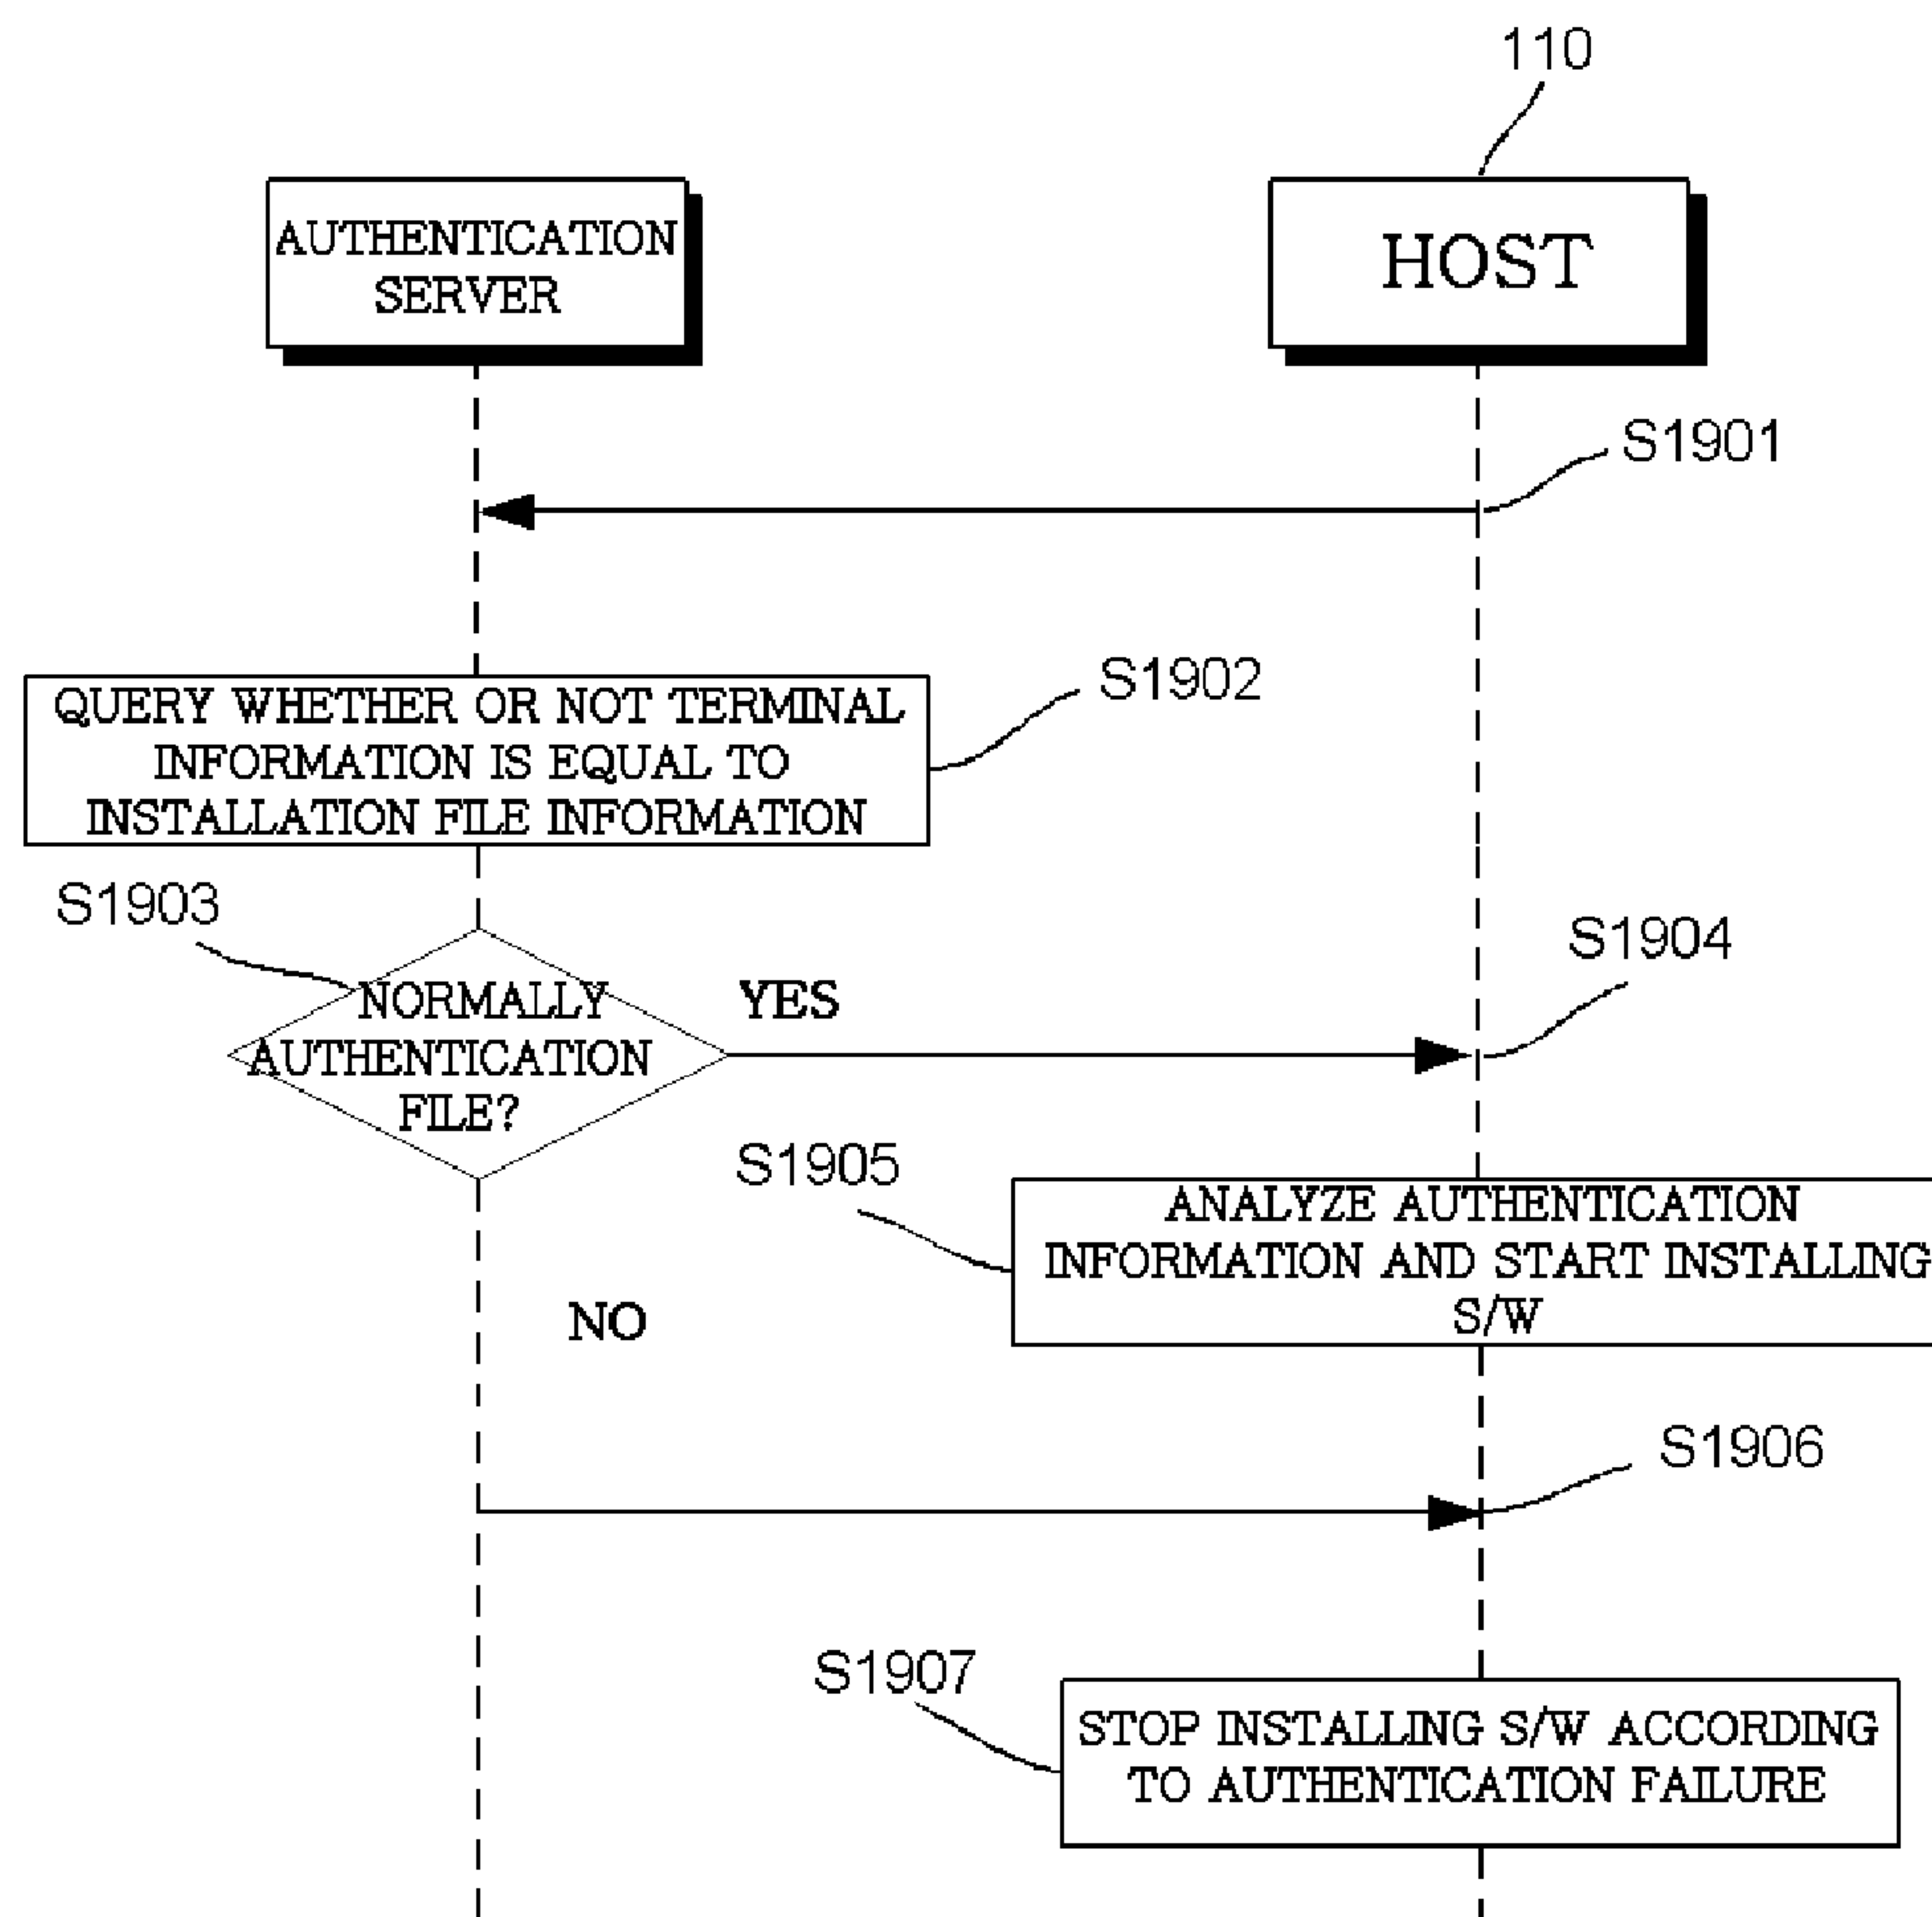 110
AUTHENTICATION
SERVER
HOST
S1901
S1902
QUERY WHETHER OR NOT TERMINAL
INFORMATION IS EQUAL TO
INSTALLATION FILE INFORMATION
S1903
S1904
NORMALLY
AUTHENTICATION
FILE?
YES
S1905
ANALYZE AUTHENTICATION
INFORMATION AND START INSTALLING
S/W
NO
S1906
S1907
STOP INSTALLING S/W ACCORDING
TO AUTHENTICATION FAILURE